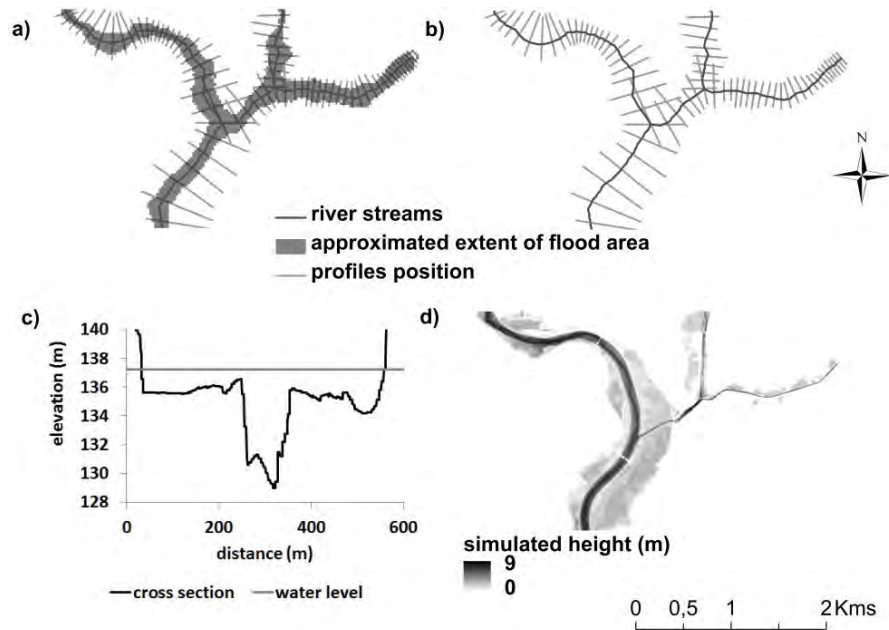 a)
b)
N
river streams
approximated extent of flood area
profiles position
c)
140
138
136
134
132
130
128
elevation (m)
0
200
400
600
distance (m)
cross section
water level
d)
simulated height (m)
9
0
0 0,5 1 2 Kms